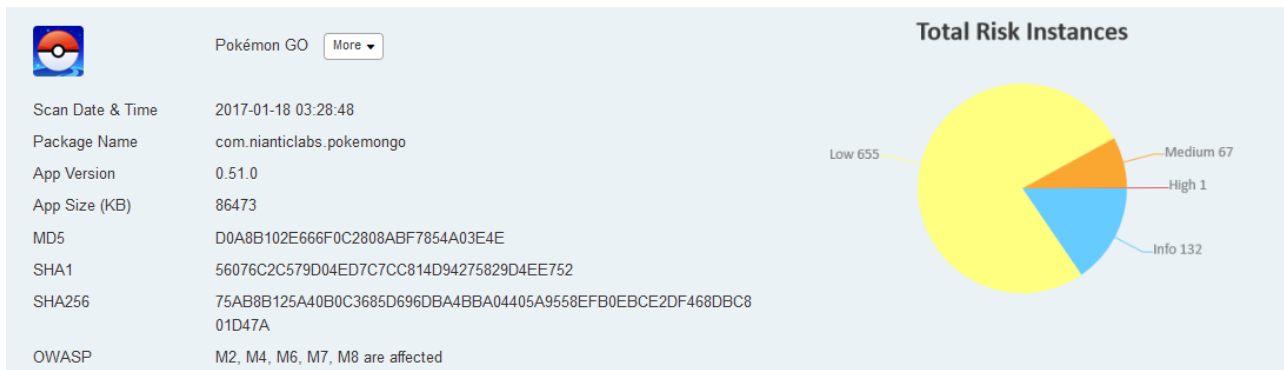 Pokémon GO More
Total Risk Instances
Scan Date & Time 2017-01-18 03:28:48
Package Name com.nianticlabs.pokemongo
App Version 0.51.0
App Size (KB) 86473
MD5 D0A8B102E666F0C2808ABF7854A03E4E
SHA1 56076C2C579D04ED7C7CC814D94275829D4EE752
SHA256 75AB8B125A40B0C3685D696DBA4BBA04405A9558EFB0EBCE2DF468DBC8
01D47A
OWASP M2, M4, M6, M7, M8 are affected
Low 655
Medium 67
High 1
Info 132